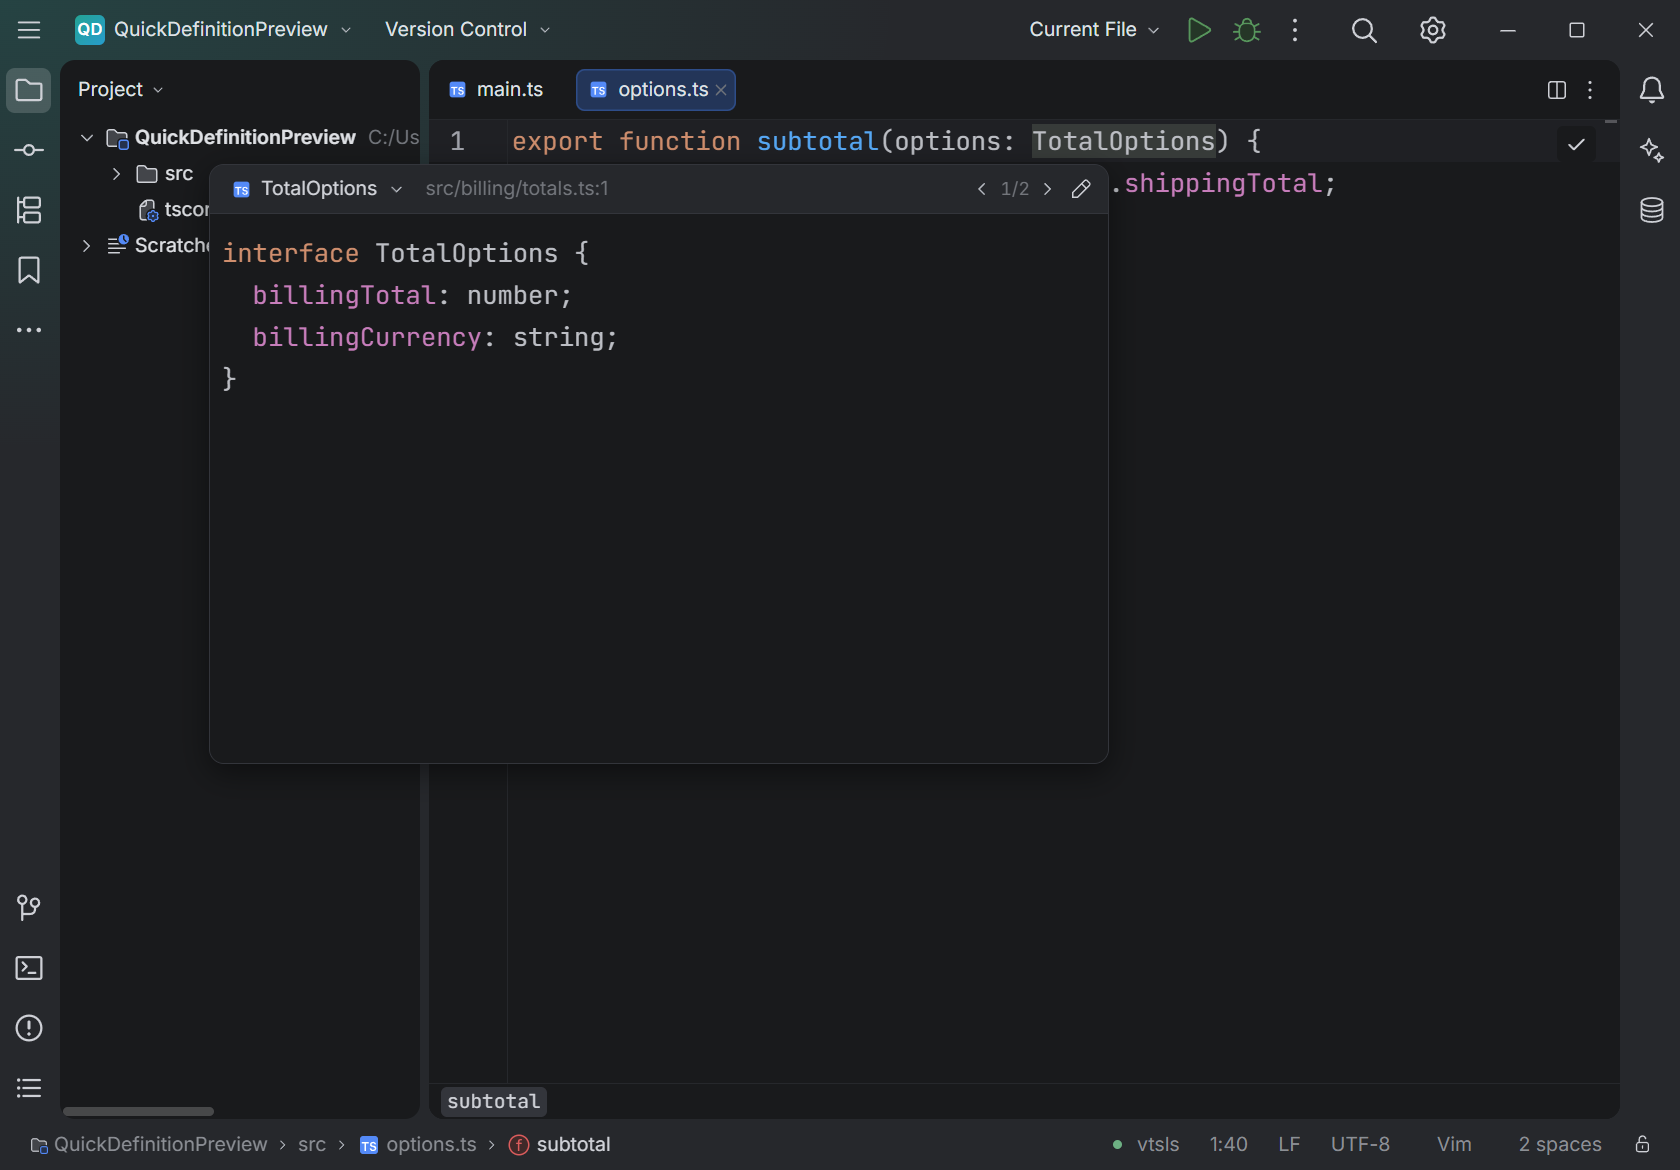 QD QuickDefinitionPreview Version Control Current File
Project
main.ts options.ts
QuickDefinitionPreview C:/Us
src
tscor
Scratch
1 export function subtotal(options: TotalOptions) {
.shippingTotal;
TotalOptions src/billing/totals.ts:1 1/2
interface TotalOptions {
billingTotal: number;
billingCurrency: string;
}
subtotal
QuickDefinitionPreview › src › options.ts › subtotal vtsls 1:40 LF UTF-8 Vim 2 spaces